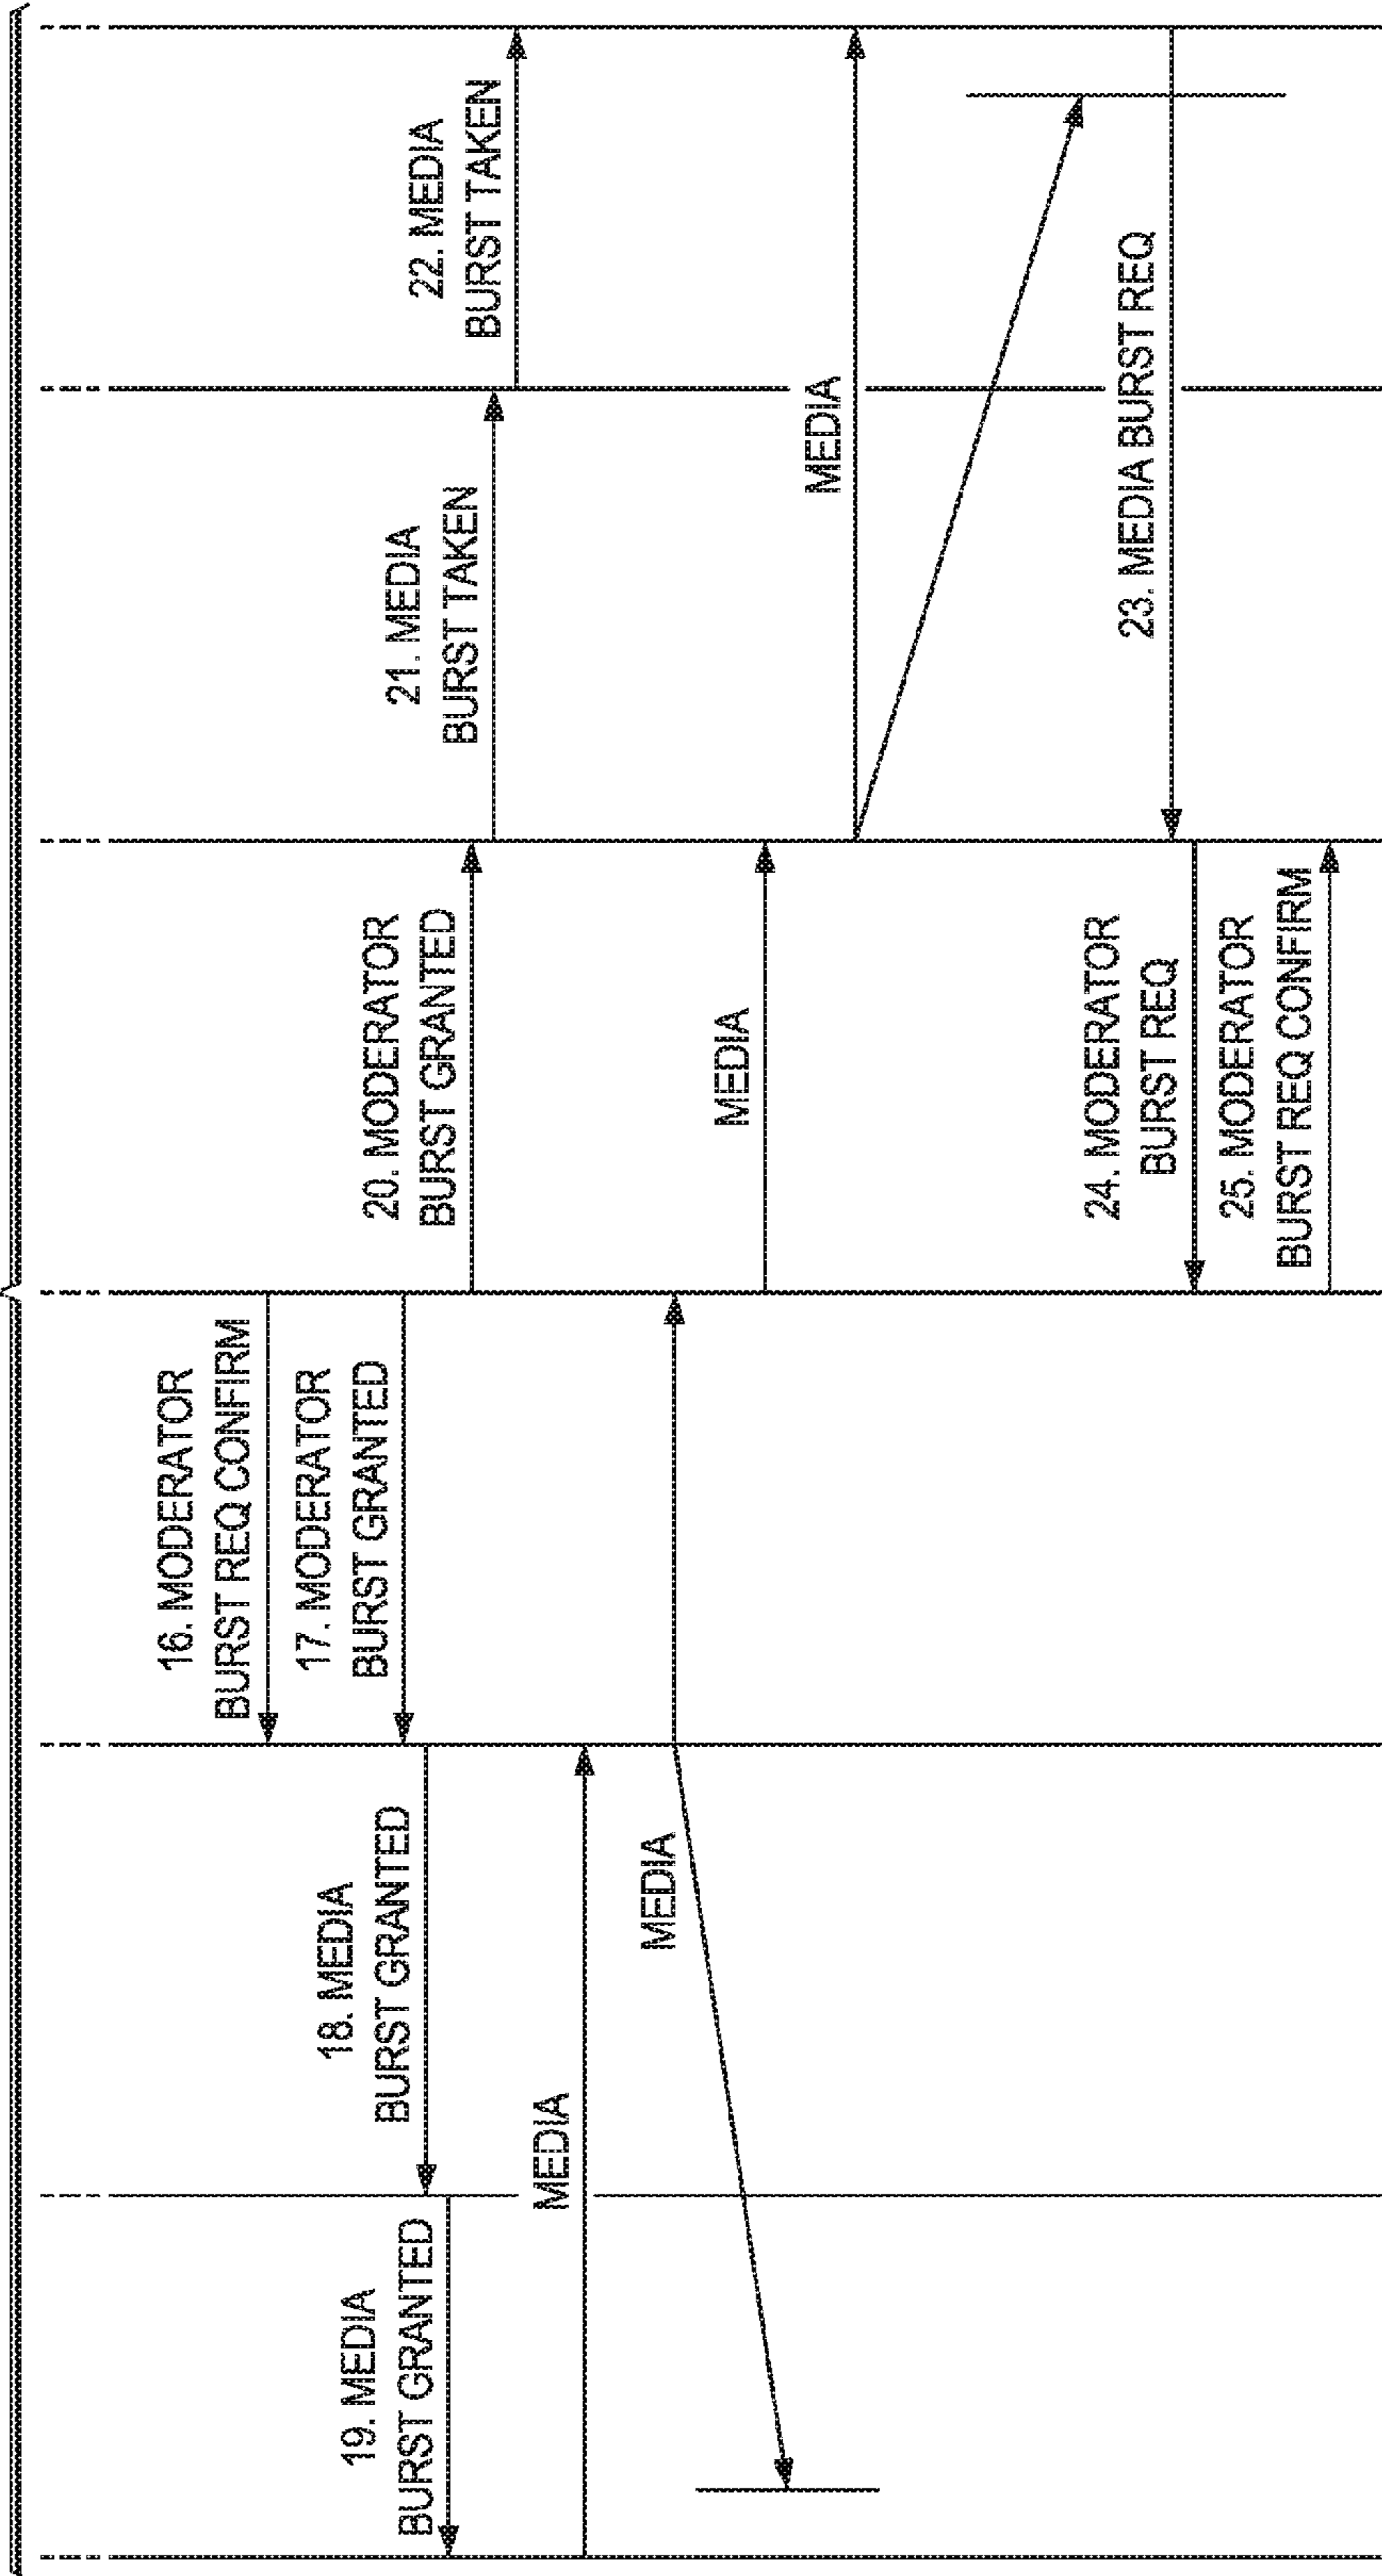 16. MODERATOR
BURST REQ CONFIRM
17. MODERATOR
BURST GRANTED
18. MEDIA
BURST GRANTED
19. MEDIA
BURST GRANTED
20. MODERATOR
BURST GRANTED
21. MEDIA
BURST TAKEN
22. MEDIA
BURST TAKEN
MEDIA
MEDIA
MEDIA
MEDIA
23. MEDIA BURST REQ
24. MODERATOR
BURST REQ
25. MODERATOR
BURST REQ CONFIRM